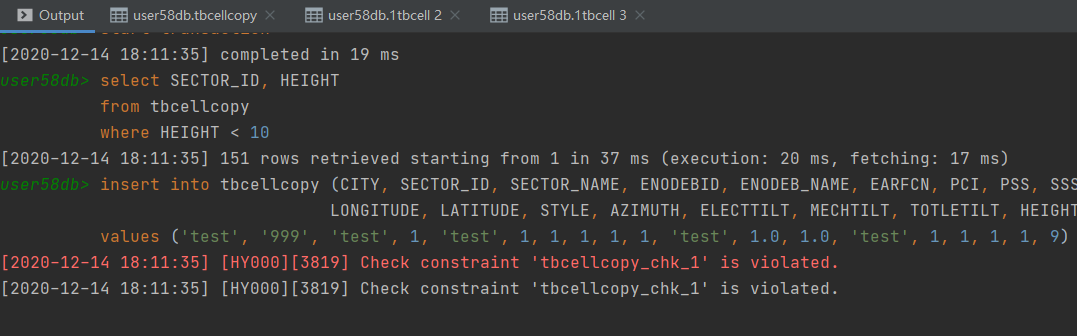 Output user58db.tbcellcopy user58db.1tbcell 2 user58db.1tbcell 3
[2020-12-14 18:11:35] completed in 19 ms
user58db> select SECTOR_ID, HEIGHT
from tbcellcopy
where HEIGHT < 10
[2020-12-14 18:11:35] 151 rows retrieved starting from 1 in 37 ms (execution: 20 ms, fetching: 17 ms)
user58db> insert into tbcellcopy (CITY, SECTOR_ID, SECTOR_NAME, ENODEBID, ENODEB_NAME, EARFCN, PCI, PSS, SSS
LONGITUDE, LATITUDE, STYLE, AZIMUTH, ELECTTILT, MECHTILT, TOTLETILT, HEIGHT
values ('test', '999', 'test', 1, 'test', 1, 1, 1, 1, 1, 'test', 1.0, 1.0, 'test', 1, 1, 1, 1, 9)
[2020-12-14 18:11:35] [HY000][3819] Check constraint 'tbcellcopy_chk_1' is violated.
[2020-12-14 18:11:35] [HY000][3819] Check constraint 'tbcellcopy_chk_1' is violated.